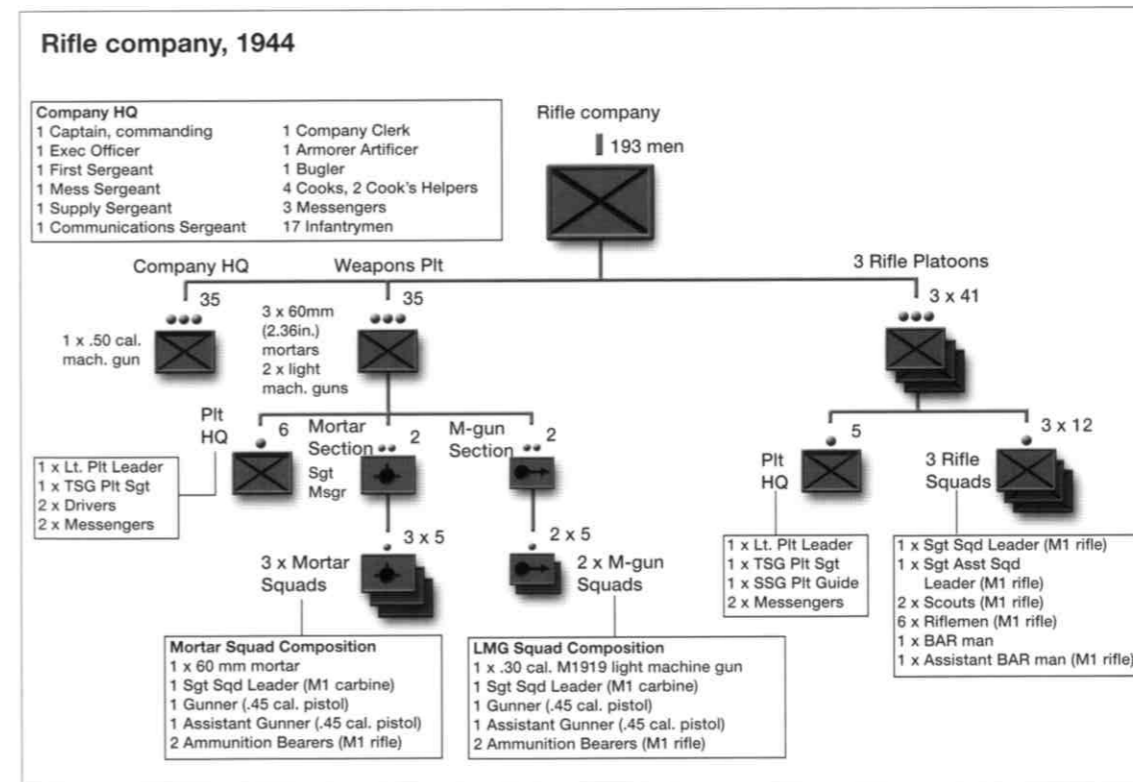 Rifle company, 1944
Company HQ
1 Captain, commanding
1 Exec Officer
1 First Sergeant
1 Mess Sergeant
1 Supply Sergeant
1 Communications Sergeant
1 Company Clerk
1 Armorer Artificer
1 Bugler
4 Cooks, 2 Cook's Helpers
3 Messengers
17 Infantrymen
Rifle company
193 men
Company HQ
35
1 x .50 cal.
mach. gun
Weapons Plt
35
3 x 60mm
(2.36in.)
mortars
2 x light
mach. guns
3 Rifle Platoons
3 x 41
Plt
HQ
6
1 x Lt. Plt Leader
1 x TSG Plt Sgt
2 x Drivers
2 x Messengers
Mortar
Section
2
Sgt
Msgr
M-gun
Section
2
3 x 5
3 x Mortar
Squads
2 x 5
2 x M-gun
Squads
Mortar Squad Composition
1 x 60 mm mortar
1 Sgt Sqd Leader (M1 carbine)
1 Gunner (.45 cal. pistol)
1 Assistant Gunner (.45 cal. pistol)
2 Ammunition Bearers (M1 rifle)
LMG Squad Composition
1 x .30 cal. M1919 light machine gun
1 Sgt Sqd Leader (M1 carbine)
1 Gunner (.45 cal. pistol)
1 Assistant Gunner (.45 cal. pistol)
2 Ammunition Bearers (M1 rifle)
5
Plt
HQ
1 x Lt. Plt Leader
1 x TSG Plt Sgt
1 x SSG Plt Guide
2 x Messengers
3 x 12
3 Rifle
Squads
1 x Sgt Sqd Leader (M1 rifle)
1 x Sgt Asst Sqd
Leader (M1 rifle)
2 x Scouts (M1 rifle)
6 x Riflemen (M1 rifle)
1 x BAR man
1 x Assistant BAR man (M1 rifle)